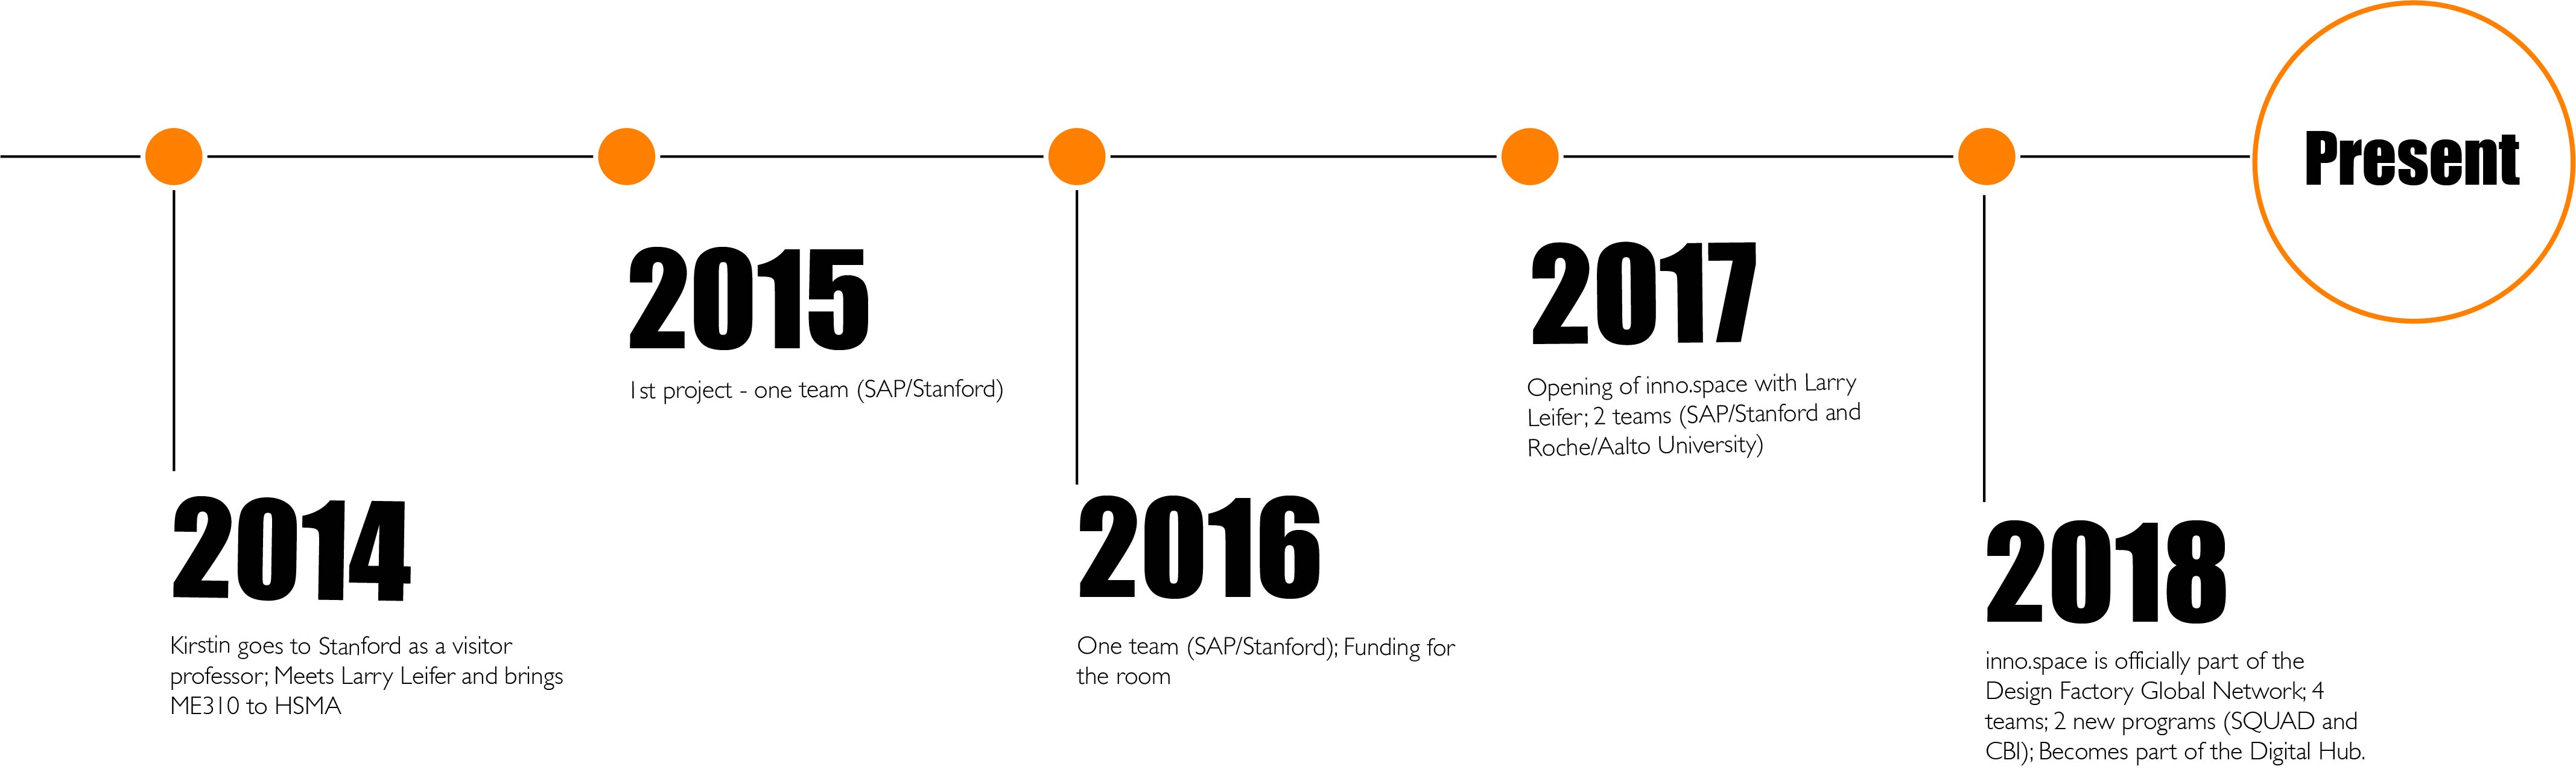 2014
Kirstin goes to Stanford as a visitor
professor; Meets Larry Leifer and brings
ME310 to HSMA
2015
1st project - one team (SAP/Stanford)
2016
One team (SAP/Stanford); Funding for
the room
2017
Opening of inno.space with Larry
Leifer; 2 teams (SAP/Stanford and
Roche/Aalto University)
2018
inno.space is officially part of the
Design Factory Global Network; 4
teams; 2 new programs (SQUAD and
CBI); Becomes part of the Digital Hub.
Present